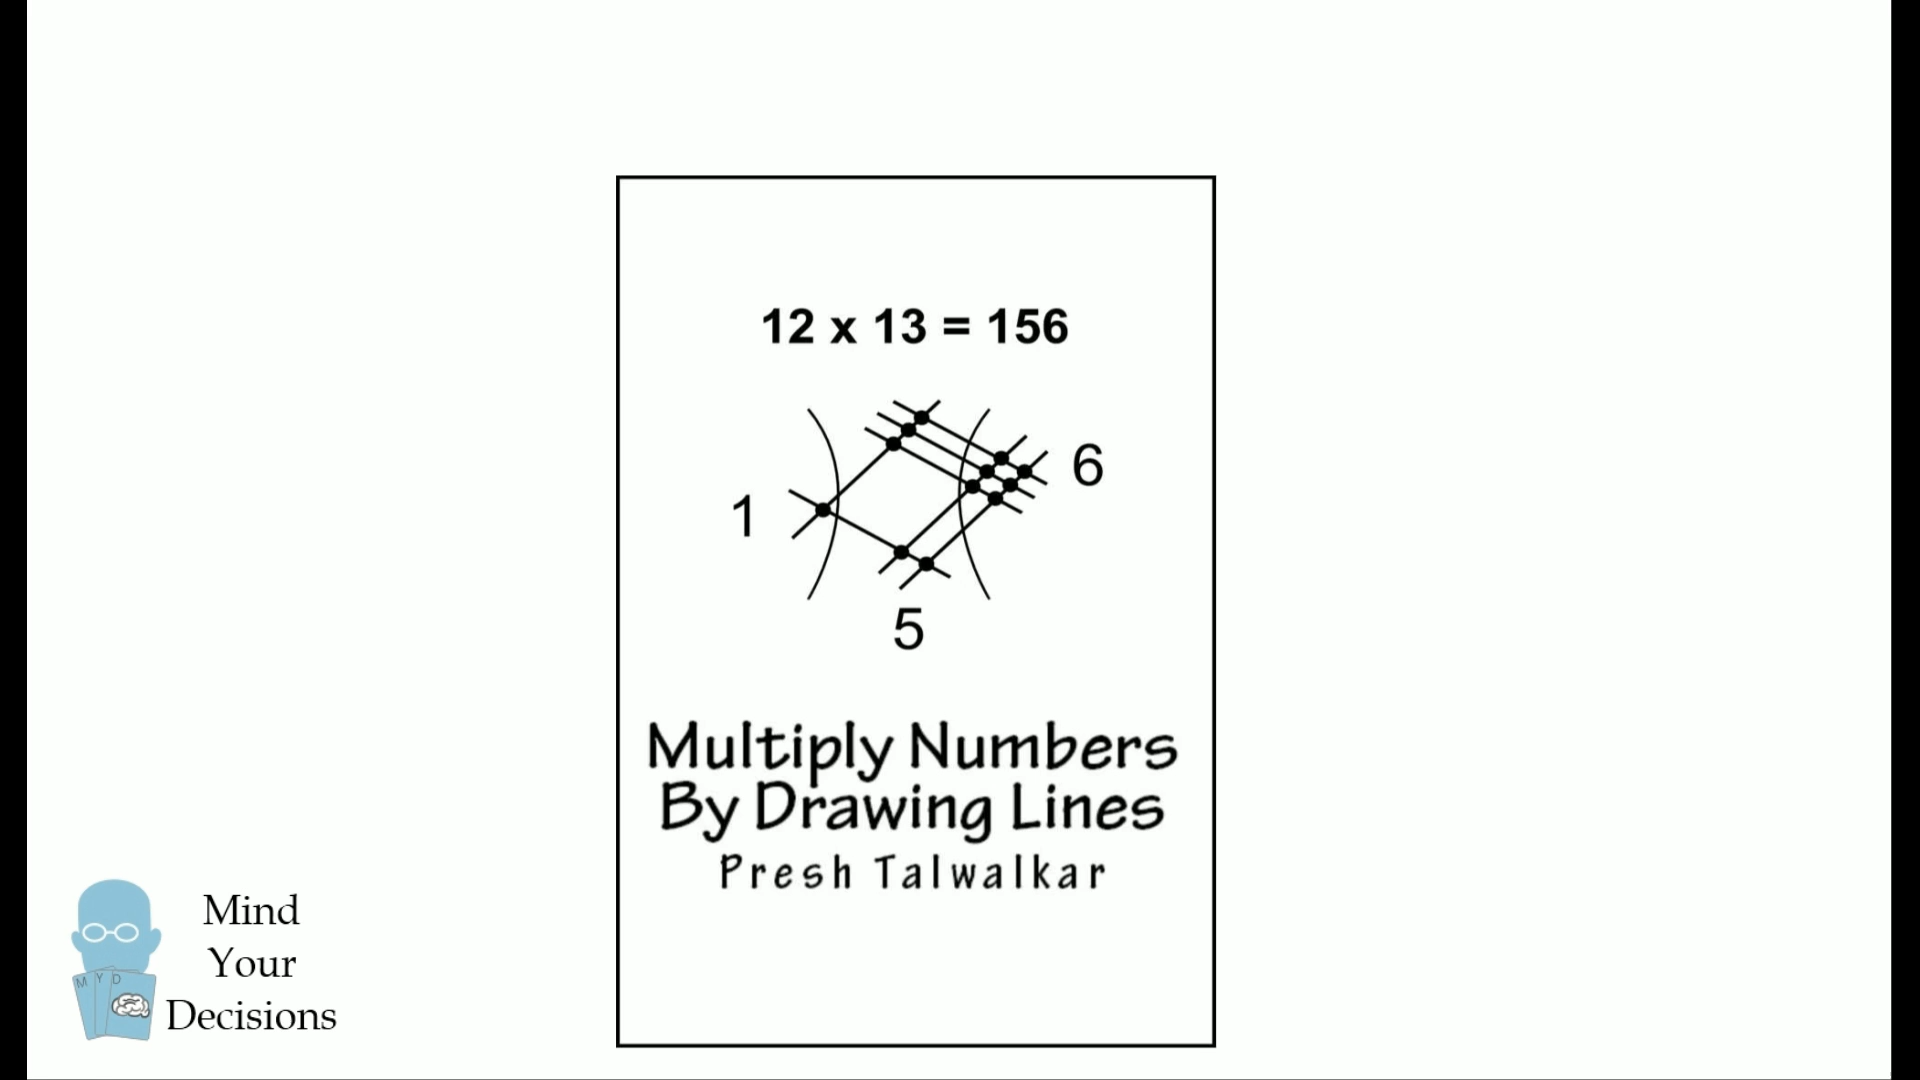 12 x 13 = 156
1
6
5
Multiply Numbers
By Drawing Lines
Presh Talwalkar
Mind
Your
Decisions
M Y D